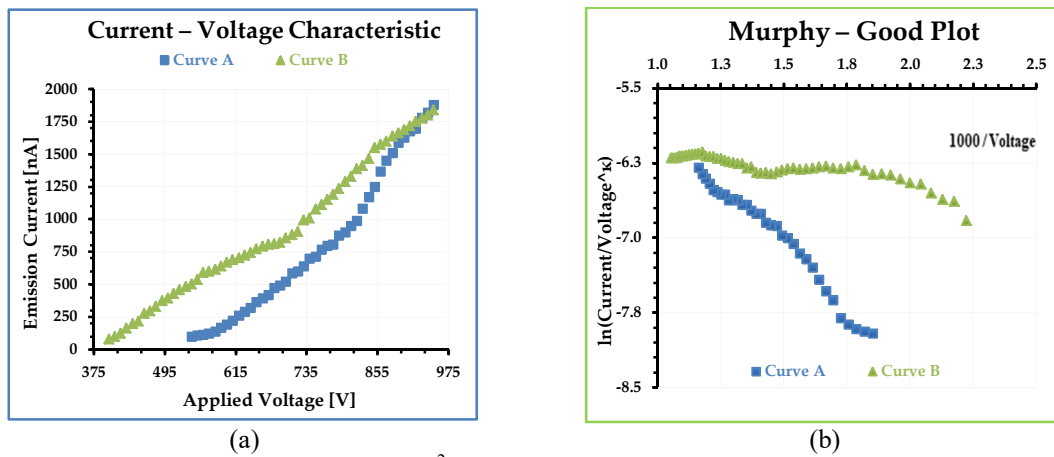 Current – Voltage Characteristic
Curve A Curve B
2000
1750
1500
1250
1000
750
500
250
0
Emission Current [nA]
375 495 615 735 855 975
Applied Voltage [V]
(a)
Murphy – Good Plot
1.0 1.3 1.5 1.8 2.0 2.3 2.5
1000 / Voltage
-5.5
-6.3
-7.0
-7.8
-8.5
ln(Current/Voltage^κ)
Curve A Curve B
(b)